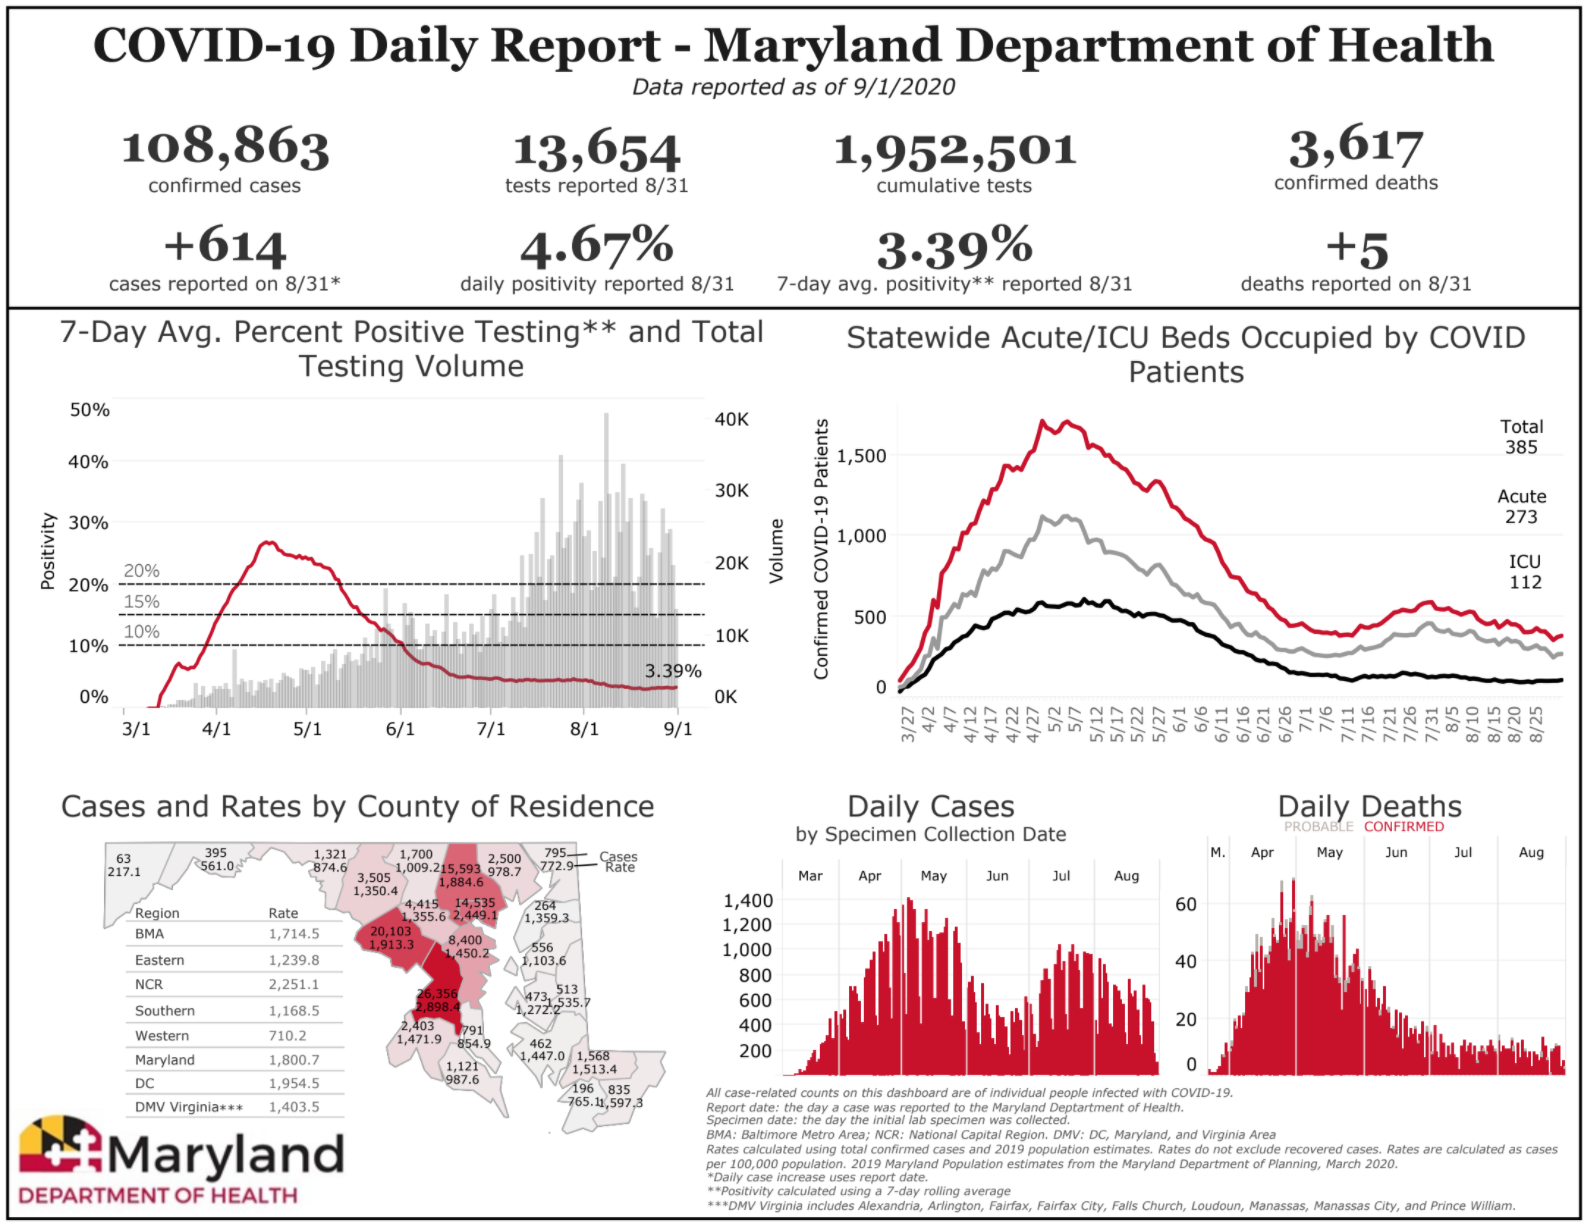 COVID-19 Daily Report - Maryland Department of Health
Data reported as of 9/1/2020
108,863
confirmed cases
13,654
tests reported 8/31
1,952,501
cumulative tests
3,617
confirmed deaths
+614
cases reported on 8/31*
4.67%
daily positivity reported 8/31
3.39%
7-day avg. positivity** reported 8/31
+5
deaths reported on 8/31
7-Day Avg. Percent Positive Testing** and Total
Testing Volume
50%
40%
30%
20%
10%
0%
Positivity
20%
15%
10%
3.39%
40K
30K
20K
10K
0K
Volume
3/1
4/1
5/1
6/1
7/1
8/1
9/1
Statewide Acute/ICU Beds Occupied by COVID
Patients
Confirmed COVID-19 Patients
1,500
1,000
500
0
Total
385
Acute
273
ICU
112
3/27
4/2
4/7
4/12
4/17
4/22
4/27
5/2
5/7
5/12
5/17
5/22
5/27
6/1
6/6
6/11
6/16
6/21
6/26
7/1
7/6
7/11
7/16
7/21
7/26
7/31
8/5
8/10
8/15
8/20
8/25
Cases and Rates by County of Residence
63
217.1
395
561.0
1,321
874.6
3,505
1,350.4
1,700
1,009.2
15,593
1,884.6
2,500
978.7
795
772.9
Cases
Rate
4,415
1,355.6
14,535
2,449.1
264
1,359.3
20,103
1,913.3
8,400
1,450.2
556
1,103.6
26,356
2,898.4
473
1,272.2
513
1,535.7
2,403
1,471.9
791
854.9
462
1,447.0
1,568
1,513.4
1,121
987.6
196
765.1
835
1,597.3
Region Rate
BMA 1,714.5
Eastern 1,239.8
NCR 2,251.1
Southern 1,168.5
Western 710.2
Maryland 1,800.7
DC 1,954.5
DMV Virginia*** 1,403.5
Maryland
DEPARTMENT OF HEALTH
Daily Cases
by Specimen Collection Date
Mar Apr May Jun Jul Aug
1,400
1,200
1,000
800
600
400
200
Daily Deaths
PROBABLE CONFIRMED
M. Apr May Jun Jul Aug
60
40
20
0
All case-related counts on this dashboard are of individual people infected with COVID-19.
Report date: the day a case was reported to the Maryland Deptartment of Health.
Specimen date: the day the initial lab specimen was collected.
BMA: Baltimore Metro Area; NCR: National Capital Region. DMV: DC, Maryland, and Virginia Area
Rates calculated using total confirmed cases and 2019 population estimates. Rates do not exclude recovered cases. Rates are calculated as cases
per 100,000 population. 2019 Maryland Population estimates from the Maryland Department of Planning, March 2020.
*Daily case increase uses report date.
**Positivity calculated using a 7-day rolling average
***DMV Virginia includes Alexandria, Arlington, Fairfax, Fairfax City, Falls Church, Loudoun, Manassas, Manassas City, and Prince William.